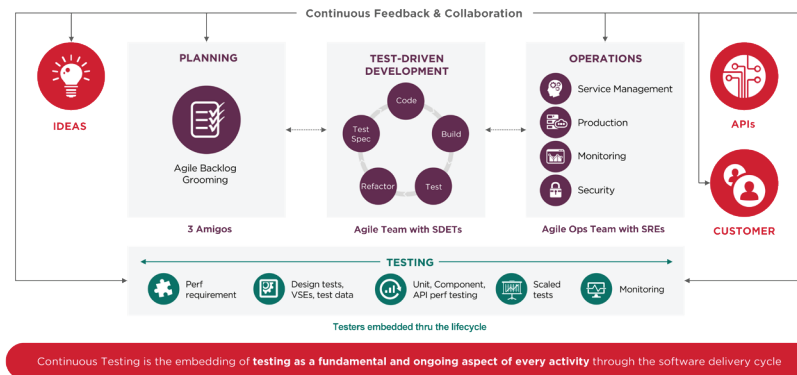 Continuous Feedback & Collaboration
IDEAS
PLANNING
Agile Backlog
Grooming
3 Amigos
TEST-DRIVEN
DEVELOPMENT
Code
Build
Test
Refactor
Test
Spec
Agile Team with SDETs
OPERATIONS
Service Management
Production
Monitoring
Security
Agile Ops Team with SREs
APIs
CUSTOMER
TESTING
Perf
requirement
Design tests,
VSEs, test data
Unit, Component,
API perf testing
Scaled
tests
Monitoring
Testers embedded thru the lifecycle
Continuous Testing is the embedding of testing as a fundamental and ongoing aspect of every activity through the software delivery cycle